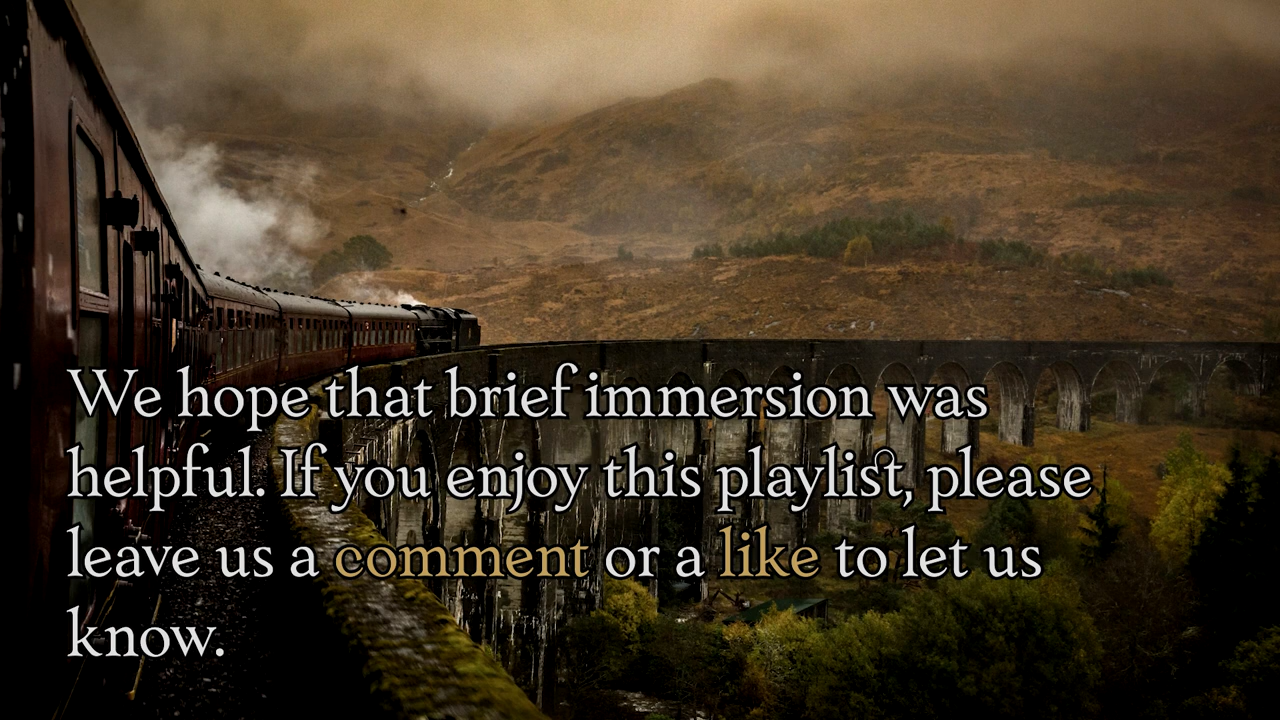 We hope that brief immersion was
helpful. If you enjoy this playlist, please
leave us a comment or a like to let us
know.